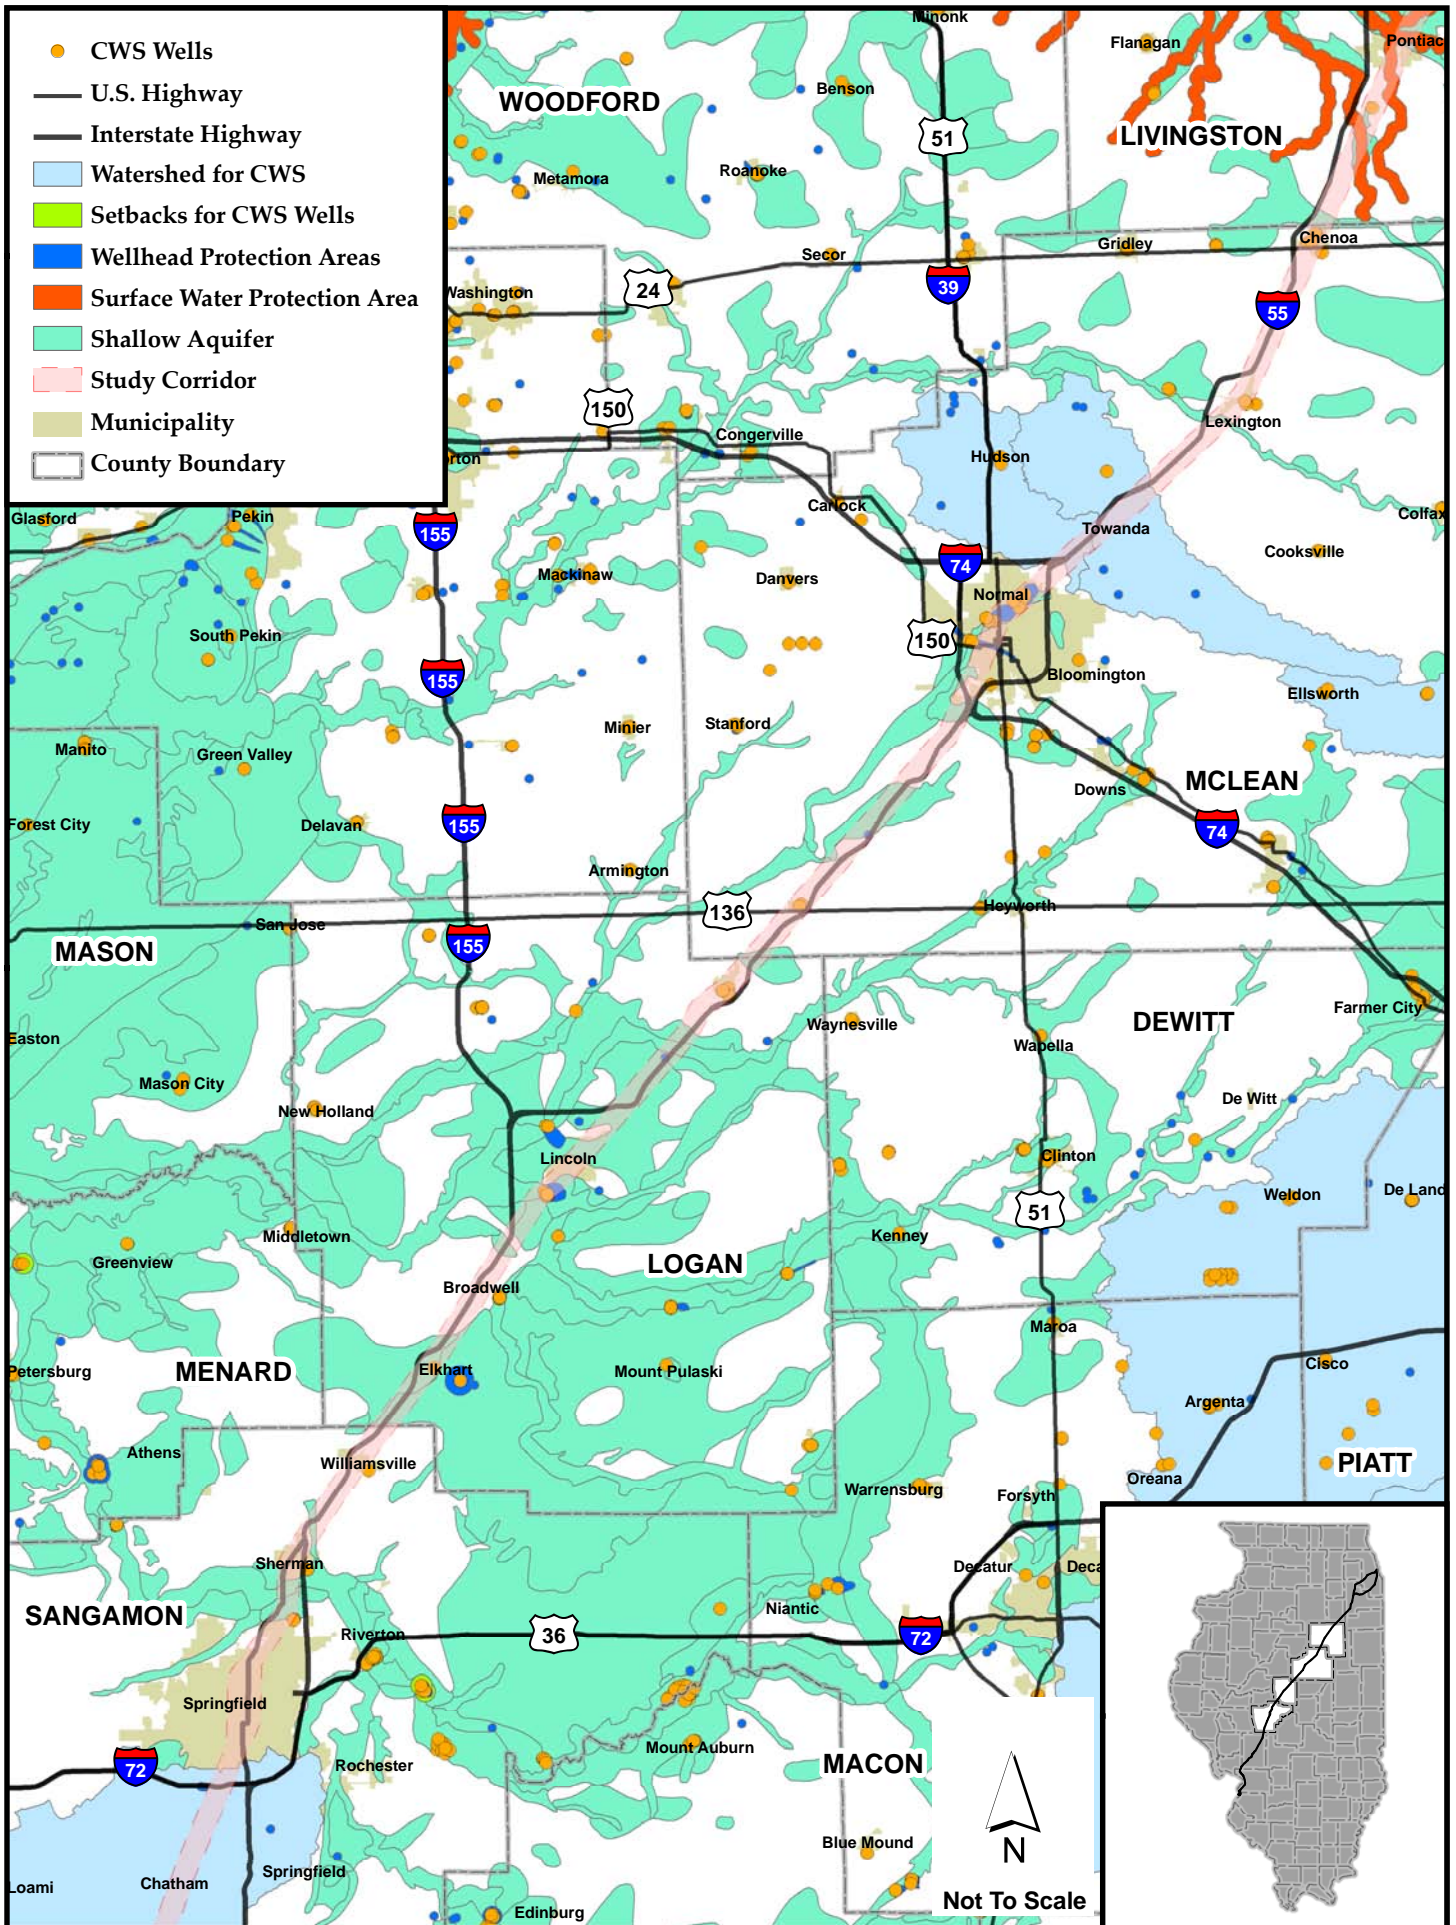 CWS Wells
U.S. Highway
Interstate Highway
Watershed for CWS
Setbacks for CWS Wells
Wellhead Protection Areas
Surface Water Protection Area
Shallow Aquifer
Study Corridor
Municipality
County Boundary
Minonk
Flanagan
Pontiac
WOODFORD
Benson
51
LIVINGSTON
Metamora
Roanoke
Secor
Gridley
Chenoa
Washington
24
39
55
150
Congerville
Lexington
orton
Hudson
Glasford
Pekin
155
Carlock
Towanda
Colfax
Cooksville
74
Mackinaw
Danvers
Normal
South Pekin
150
155
Bloomington
Ellsworth
Manito
Green Valley
Minier
Stanford
MCLEAN
Downs
Forest City
Delavan
155
74
Armington
136
Heyworth
San Jose
MASON
155
Farmer City
Easton
Waynesville
DEWITT
Wapella
Mason City
New Holland
De Witt
Lincoln
Clinton
Weldon
De Land
51
Middletown
Kenney
Greenview
LOGAN
Broadwell
Maroa
Petersburg
MENARD
Elkhart
Mount Pulaski
Cisco
Argenta
Athens
Williamsville
PIATT
Oreana
Warrensburg
Forsyth
Sherman
Decatur
Deca
SANGAMON
Niantic
Riverton
36
72
Springfield
Mount Auburn
72
Rochester
MACON
Blue Mound
N
Springfield
Chatham
Loami
Not To Scale
Edinburg